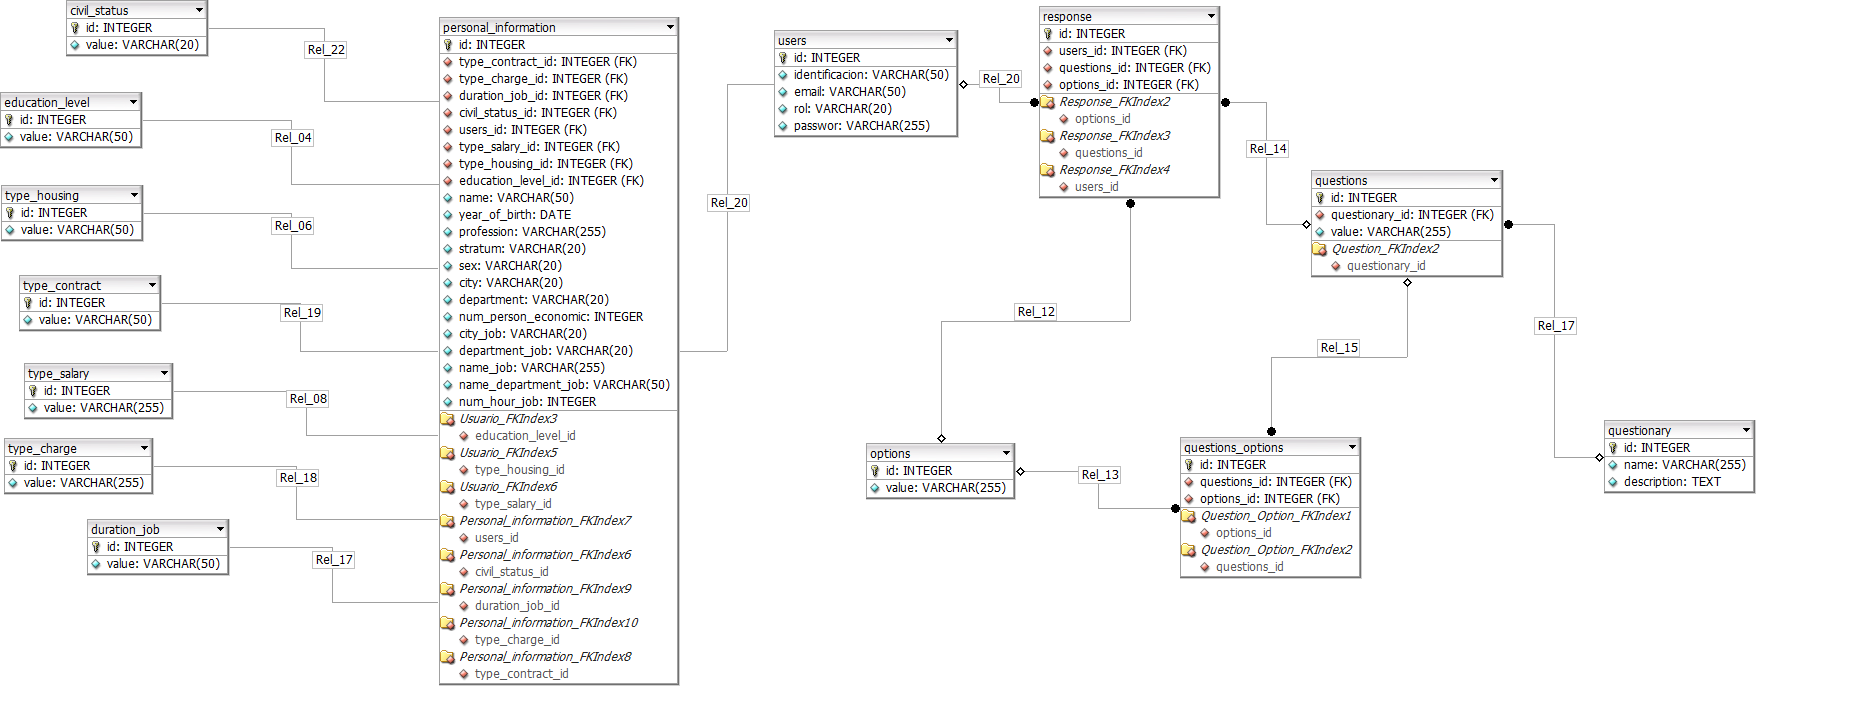 civil_status
id: INTEGER
value: VARCHAR(20)
Rel_22
education_level
id: INTEGER
value: VARCHAR(50)
Rel_04
type_housing
id: INTEGER
value: VARCHAR(50)
Rel_06
type_contract
id: INTEGER
value: VARCHAR(50)
Rel_19
type_salary
id: INTEGER
value: VARCHAR(255)
Rel_08
type_charge
id: INTEGER
value: VARCHAR(255)
Rel_18
duration_job
id: INTEGER
value: VARCHAR(50)
Rel_17
personal_information
id: INTEGER
type_contract_id: INTEGER (FK)
type_charge_id: INTEGER (FK)
duration_job_id: INTEGER (FK)
civil_status_id: INTEGER (FK)
users_id: INTEGER (FK)
type_salary_id: INTEGER (FK)
type_housing_id: INTEGER (FK)
education_level_id: INTEGER (FK)
name: VARCHAR(50)
year_of_birth: DATE
profession: VARCHAR(255)
stratum: VARCHAR(20)
sex: VARCHAR(20)
city: VARCHAR(20)
department: VARCHAR(20)
num_person_economic: INTEGER
city_job: VARCHAR(20)
department_job: VARCHAR(20)
name_job: VARCHAR(255)
name_department_job: VARCHAR(50)
num_hour_job: INTEGER
Usuario_FKIndex3
education_level_id
Usuario_FKIndex5
type_housing_id
Usuario_FKIndex6
type_salary_id
Personal_information_FKIndex7
users_id
Personal_information_FKIndex6
civil_status_id
Personal_information_FKIndex9
duration_job_id
Personal_information_FKIndex10
type_charge_id
Personal_information_FKIndex8
type_contract_id
Rel_20
users
id: INTEGER
identificacion: VARCHAR(50)
email: VARCHAR(50)
rol: VARCHAR(20)
passwor: VARCHAR(255)
Rel_20
response
id: INTEGER
users_id: INTEGER (FK)
questions_id: INTEGER (FK)
options_id: INTEGER (FK)
Response_FKIndex2
options_id
Response_FKIndex3
questions_id
Response_FKIndex4
users_id
Rel_14
questions
id: INTEGER
questionary_id: INTEGER (FK)
value: VARCHAR(255)
Question_FKIndex2
questionary_id
Rel_12
Rel_15
Rel_17
options
id: INTEGER
value: VARCHAR(255)
Rel_13
questions_options
id: INTEGER
questions_id: INTEGER (FK)
options_id: INTEGER (FK)
Question_Option_FKIndex1
options_id
Question_Option_FKIndex2
questions_id
questionary
id: INTEGER
name: VARCHAR(255)
description: TEXT